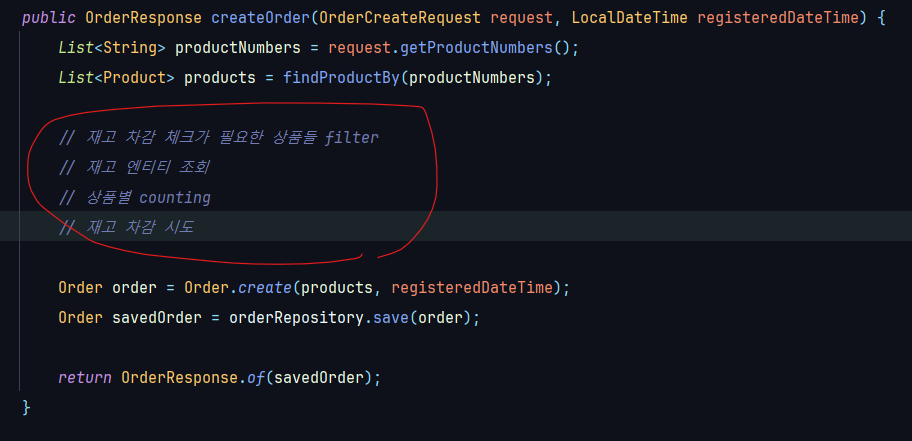 public OrderResponse createOrder(OrderCreateRequest request, LocalDateTime registeredDateTime) {
List<String> productNumbers = request.getProductNumbers();
List<Product> products = findProductBy(productNumbers);
// 재고 차감 체크가 필요한 상품들 filter
// 재고 엔티티 조회
// 상품별 counting
// 재고 차감 시도
Order order = Order.create(products, registeredDateTime);
Order savedOrder = orderRepository.save(order);
return OrderResponse.of(savedOrder);
}